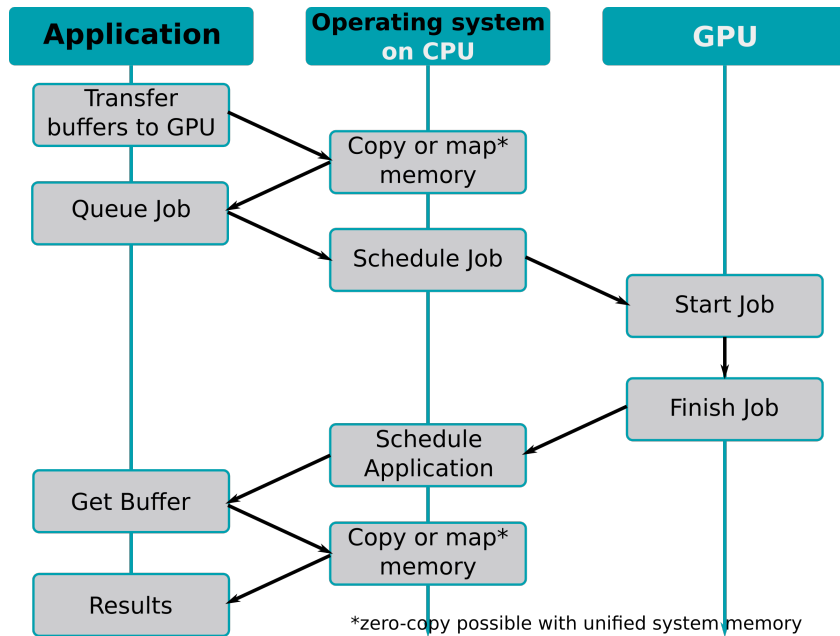 Application
Operating system
on CPU
GPU
Transfer
buffers to GPU
Copy or map*
memory
Queue Job
Schedule Job
Start Job
Finish Job
Schedule
Application
Get Buffer
Copy or map*
memory
Results
*zero-copy possible with unified system memory